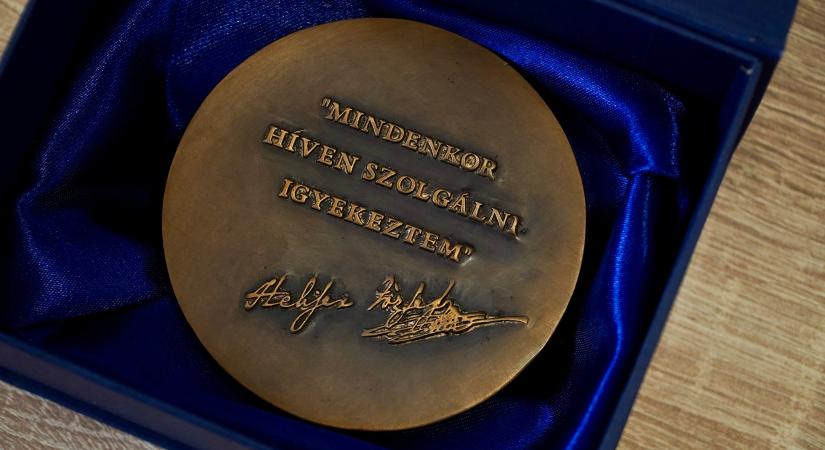 "MINDENKOR
HÍVEN SZOLGÁLNI
IGYEKEZTEM"